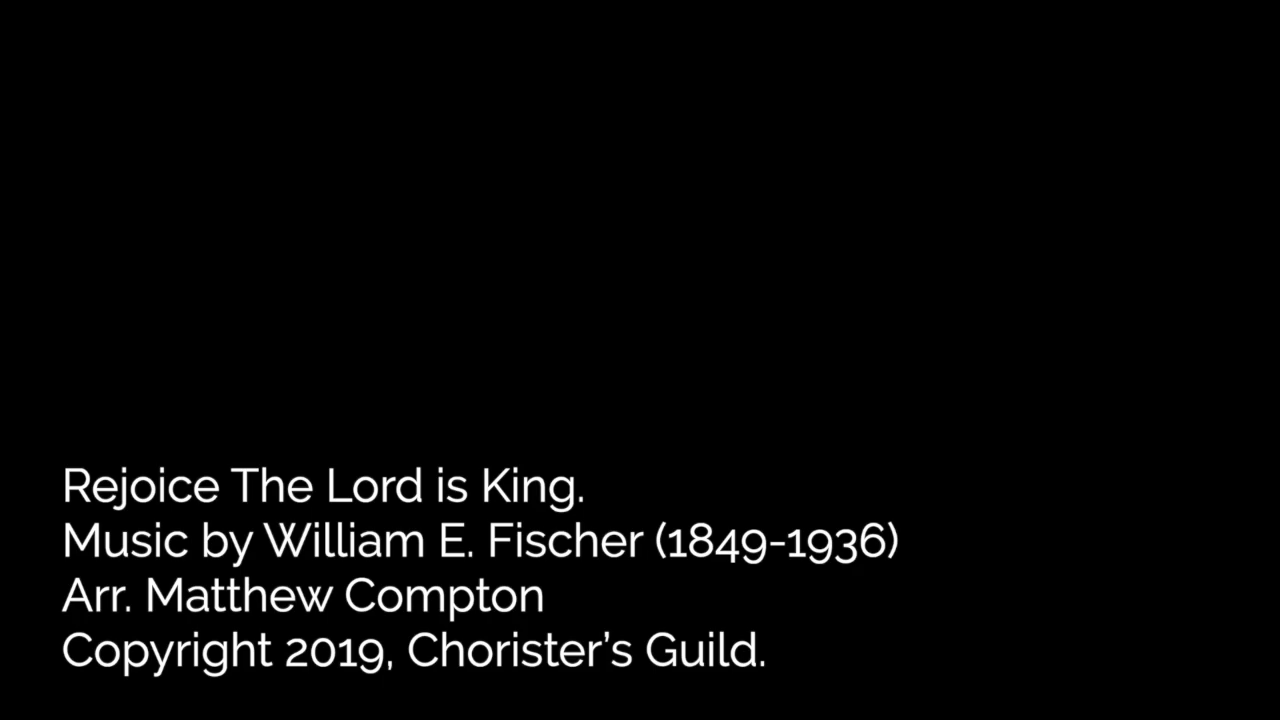 Rejoice The Lord is King.
Music by William E. Fischer (1849-1936)
Arr. Matthew Compton
Copyright 2019, Chorister’s Guild.